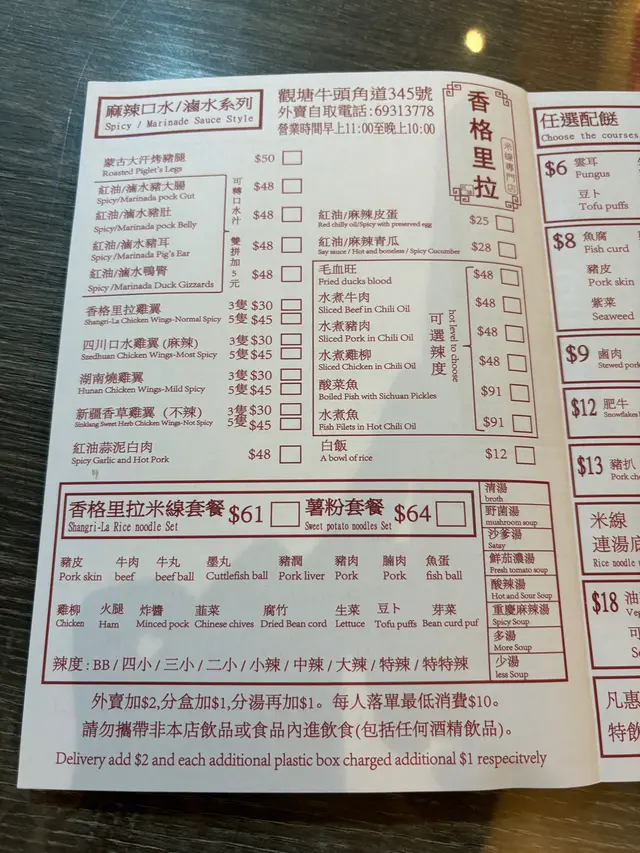 麻辣口水/滷水系列
Spicy / Marinade Sauce Style
觀塘牛頭角道345號
外賣自取電話:69313778
營業時間早上11:00至晚上10:00
香格里拉
米線專門店
蒙古大汗烤豬腿 $50
Roasted Piglet's Legs
紅油/滷水豬大腸 $48
Spicy/Marinada pock Gut
紅油/滷水豬肚 $48
Spicy/Marinada pock Belly
紅油/滷水豬耳 $48
Spicy /Marinada Pig's Ear
紅油/滷水鴨腎 $48
Spicy/Marinada Duck Gizzards
可轉口水汁
雙拼加5元
香格里拉雞翼 3隻$30
Shangri-La Chicken Wings-Normal Spicy 5隻$45
四川口水雞翼 (麻辣) 3隻$30
Szedhuan Chicken Wings-Most Spicy 5隻$45
湖南燒雞翼 3隻$30
Hunan Chicken Wings-Mild Spicy 5隻$45
新疆香草雞翼 (不辣) 3隻$30
Sinklang Sweet Herb Chicken Wings-Not Spicy 5隻$45
紅油蒜泥白肉 $48
Spicy Garlic and Hot Pork
紅油/麻辣皮蛋 $25
Red chilly oil/Spicy with preserved egg
紅油/麻辣青瓜 $28
Say sauce / Hot and boneless / Spicy Cucumber
毛血旺 $48
Fried ducks blood
水煮牛肉 $48
Sliced Beef in Chili Oil
水煮豬肉 $48
Sliced Pork in Chili Oil
水煮雞柳 $48
Sliced Chicken in Chili Oil
酸菜魚 $91
Boiled Fish with Sichuan Pickles
水煮魚 $91
Fish Filets in Hot Chili Oil
可選辣度
hot level to choose
白飯 $12
A bowl of rice
香格里拉米線套餐 $61
Shangri-La Rice noodle Set
薯粉套餐 $64
Sweet potato noodles Set
豬皮 牛肉 牛丸 墨丸 豬潤 豬肉 腩肉 魚蛋
Pork skin beef beef ball Cuttlefish ball Pork liver Pork Pork fish ball
雞柳 火腿 炸醬 韮菜 腐竹 生菜 豆卜 芽菜
Chicken Ham Minced pock Chinese chives Dried Bean cord Lettuce Tofu puffs Bean curd puf
辣度:BB/四小/三小/二小/小辣/中辣/大辣/特辣/特特辣
清湯
broth
野菌湯
mushroom soup
沙爹湯
Satay
鮮茄濃湯
Fresh tomato soup
酸辣湯
Hot and Sour Soup
重慶麻辣湯
Spicy Soup
多湯
More Soup
少湯
less Soup
外賣加$2,分盒加$1,分湯再加$1。每人落單最低消費$10。
請勿攜帶非本店飲品或食品內進飲食(包括任何酒精飲品)。
Delivery add $2 and each additional plastic box charged additional $1 respecitvely
任選配餸
Choose the courses
$6 雲耳
Fungus
豆卜
Tofu puffs
$8 魚腐
Fish curd
豬皮
Pork skin
紫菜
Seaweed
$9 鹵肉
Stewed pork
$12 肥牛
Snowflakes
$13 豬扒
Pork
米線
連湯底
Rice noodle
$18
可
凡惠
特飲